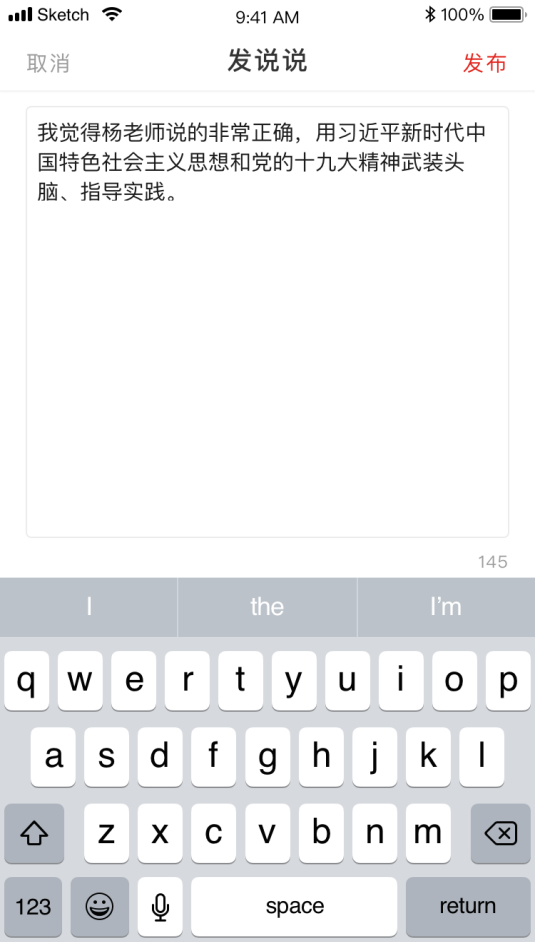 Sketch 9:41 AM 100%
取消 发说说 发布
我觉得杨老师说的非常正确，用习近平新时代中
国特色社会主义思想和党的十九大精神武装头
脑、指导实践。
145
I the I'm
q w e r t y u i o p
a s d f g h j k l
z x c v b n m
123 space return